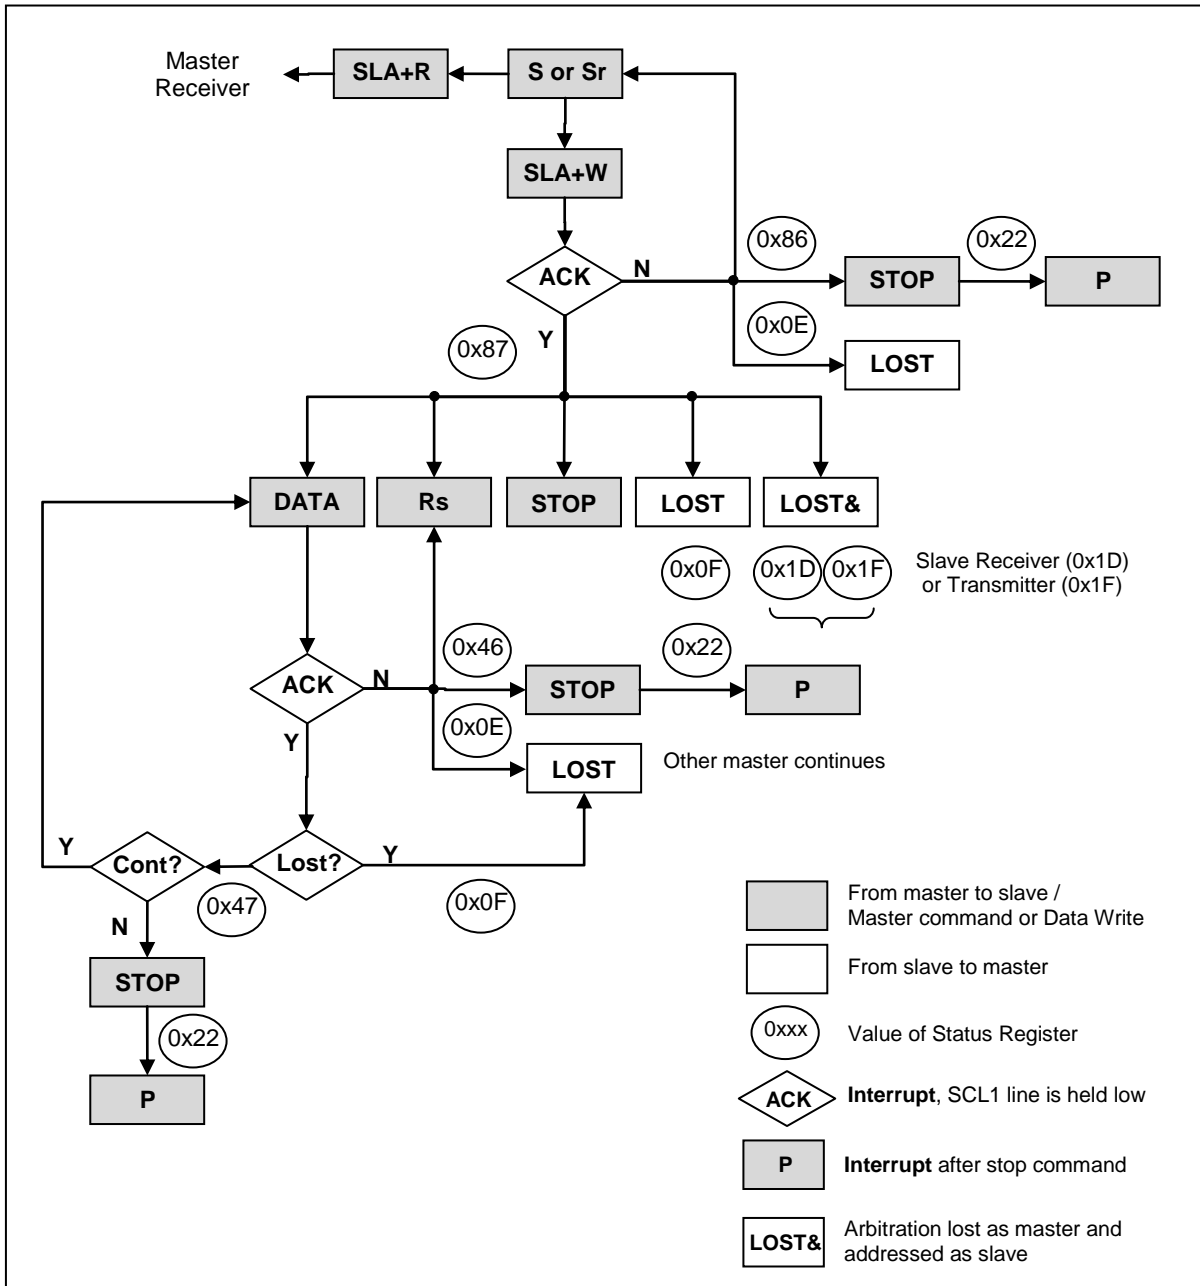 Master
Receiver
SLA+R
S or Sr
SLA+W
ACK
N
0x86
0x22
STOP
P
0x0E
Y
0x87
LOST
DATA
Rs
STOP
LOST
LOST&
0x0F
0x1D
0x1F
Slave Receiver (0x1D)
or Transmitter (0x1F)
0x46
0x22
ACK
N
STOP
P
0x0E
Y
LOST
Other master continues
Y
Cont?
Lost?
Y
0x47
0x0F
N
STOP
0x22
P
From master to slave /
Master command or Data Write
From slave to master
0xxx
Value of Status Register
ACK
Interrupt, SCL1 line is held low
P
Interrupt after stop command
LOST&
Arbitration lost as master and
addressed as slave